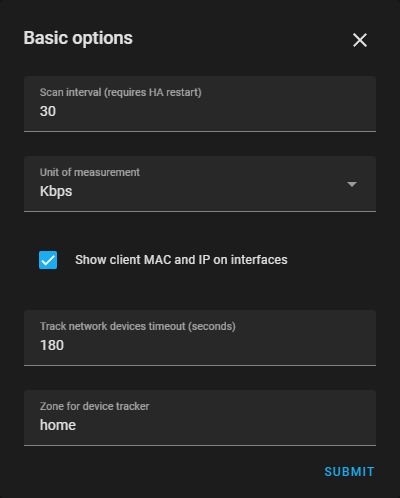 Basic options
Scan interval (requires HA restart)
30
Unit of measurement
Kbps
Show client MAC and IP on interfaces
Track network devices timeout (seconds)
180
Zone for device tracker
home
SUBMIT